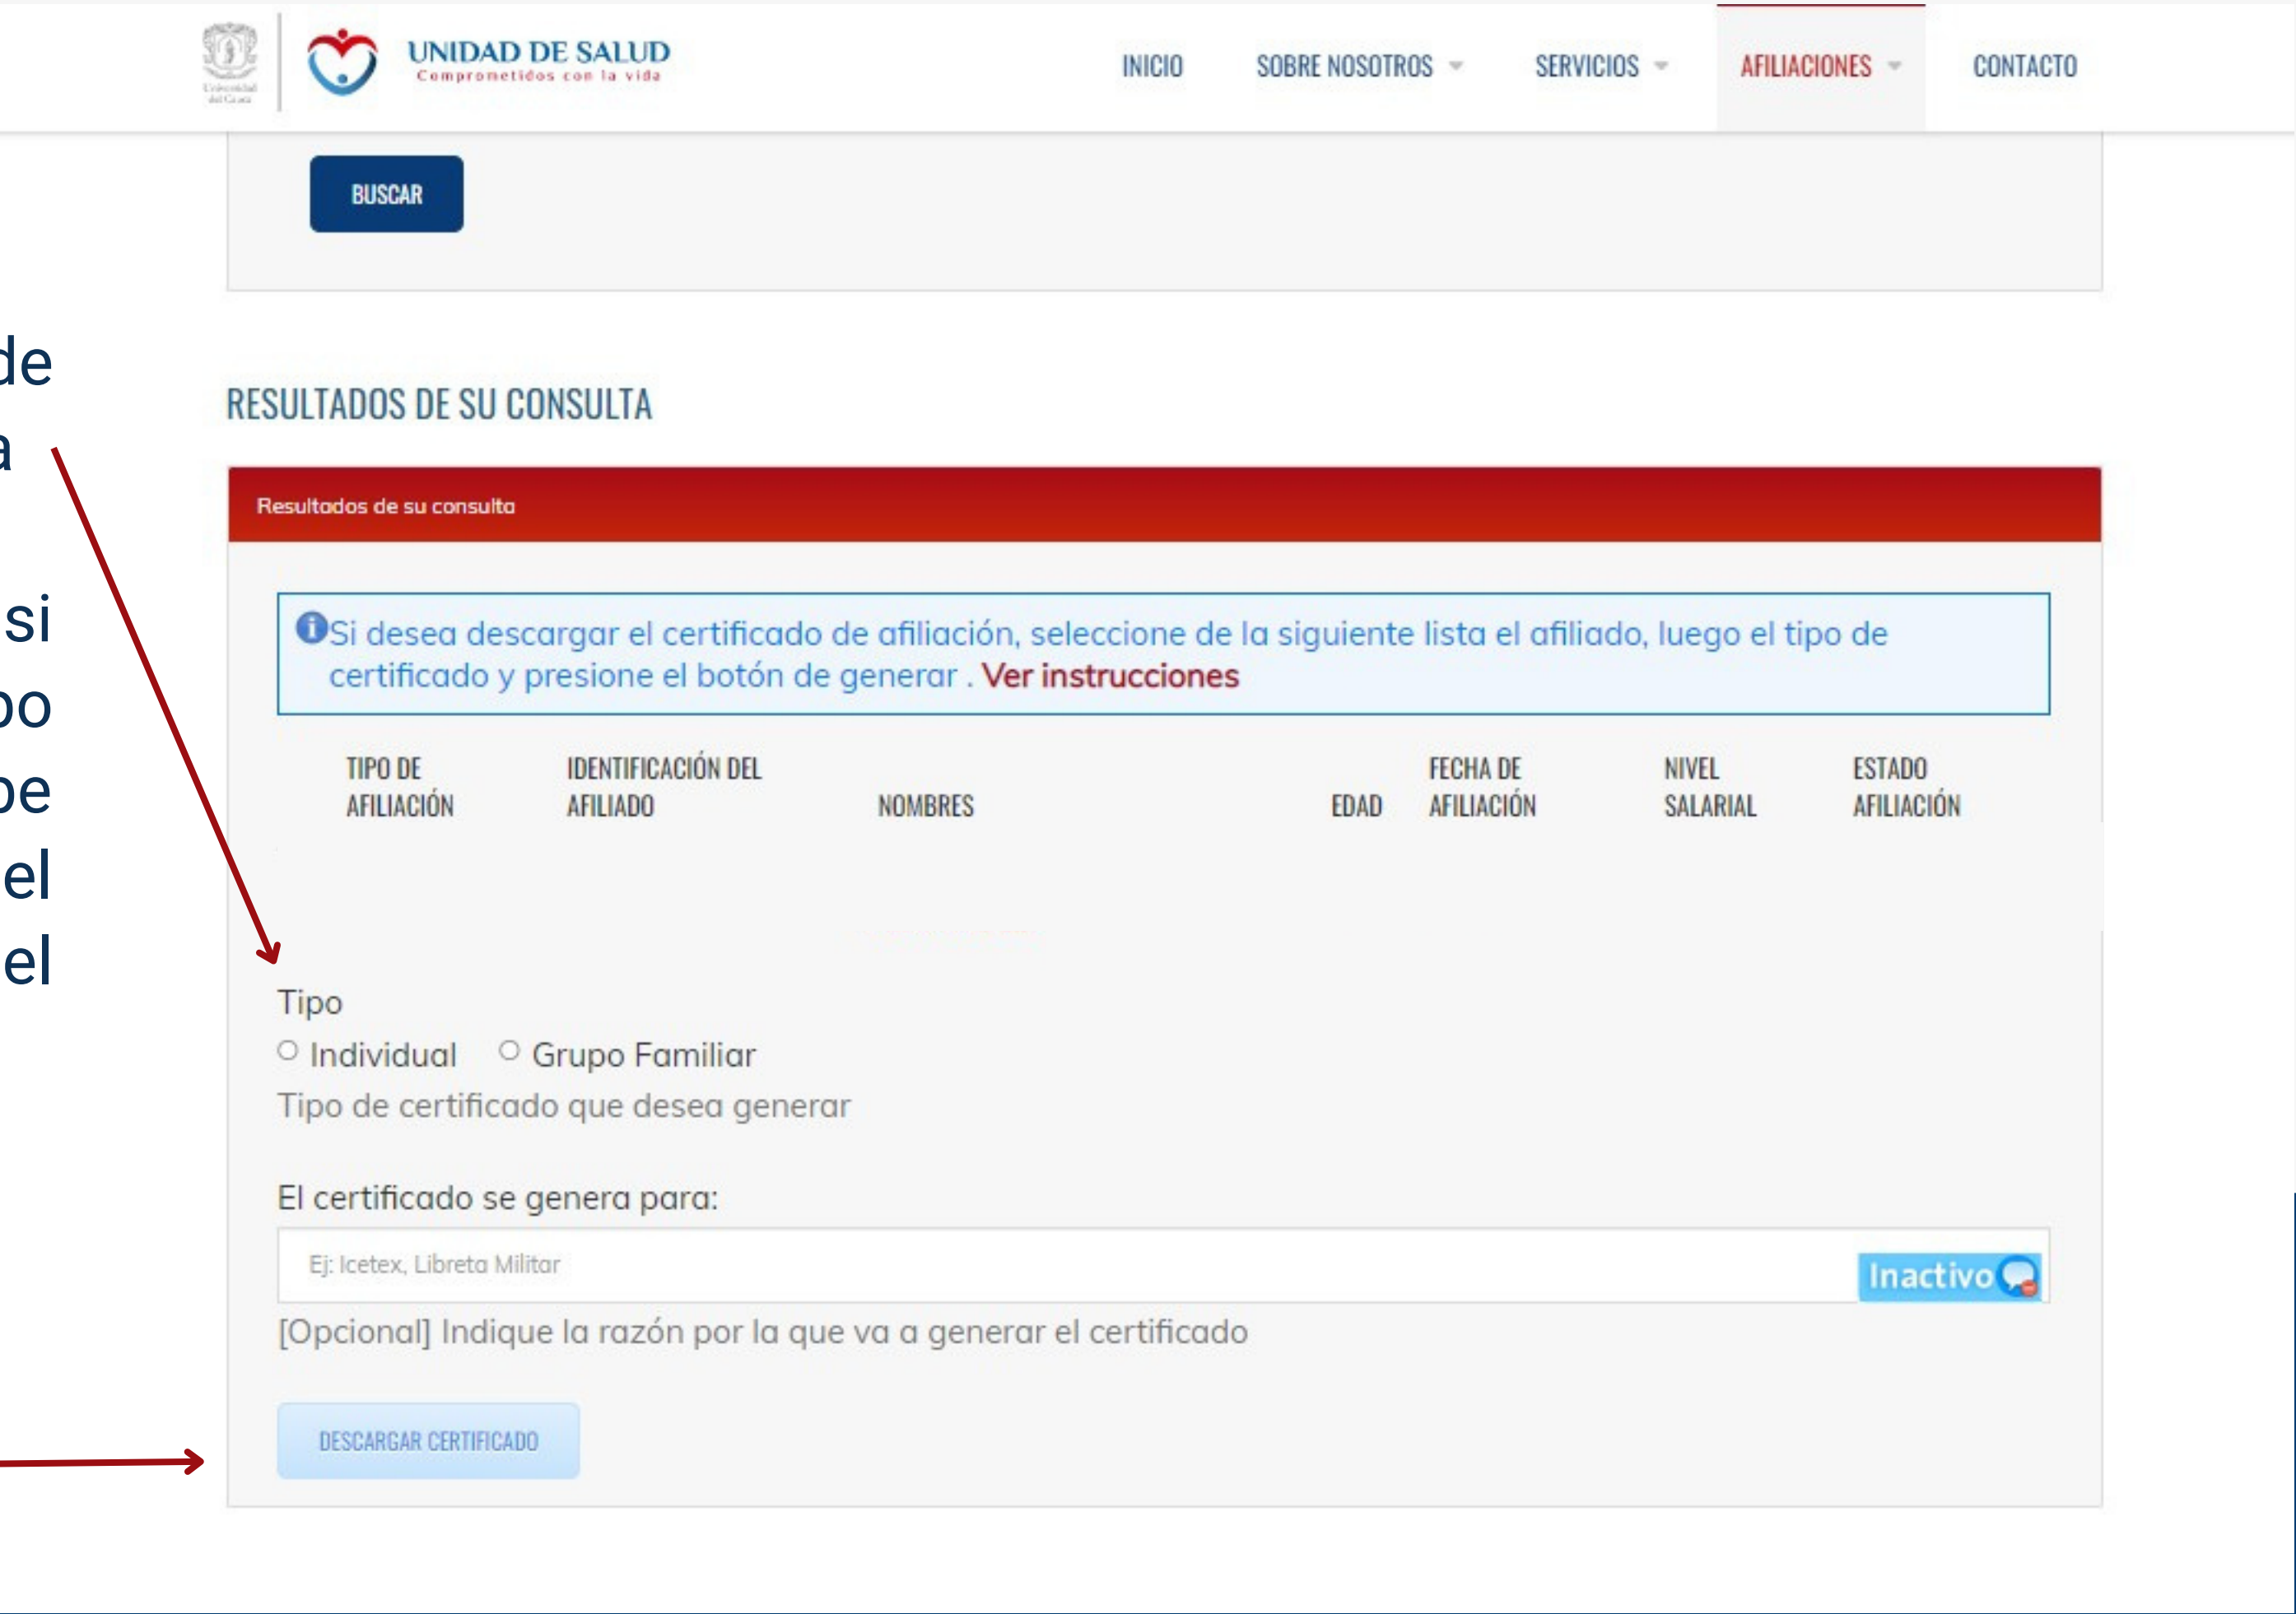 Universidad
del Cauca
UNIDAD DE SALUD
Comprometidos con la vida
INICIO
SOBRE NOSOTROS
SERVICIOS
AFILIACIONES
CONTACTO
BUSCAR
de
a
si
po
be
el
el
RESULTADOS DE SU CONSULTA
Resultados de su consulta
Si desea descargar el certificado de afiliación, seleccione de la siguiente lista el afiliado, luego el tipo de
certificado y presione el botón de generar . Ver instrucciones
TIPO DE
AFILIACIÓN
IDENTIFICACIÓN DEL
AFILIADO
NOMBRES
EDAD
FECHA DE
AFILIACIÓN
NIVEL
SALARIAL
ESTADO
AFILIACIÓN
Tipo
Individual
Grupo Familiar
Tipo de certificado que desea generar
El certificado se genera para:
Ej: Icetex, Libreta Militar
Inactivo
[Opcional] Indique la razón por la que va a generar el certificado
DESCARGAR CERTIFICADO